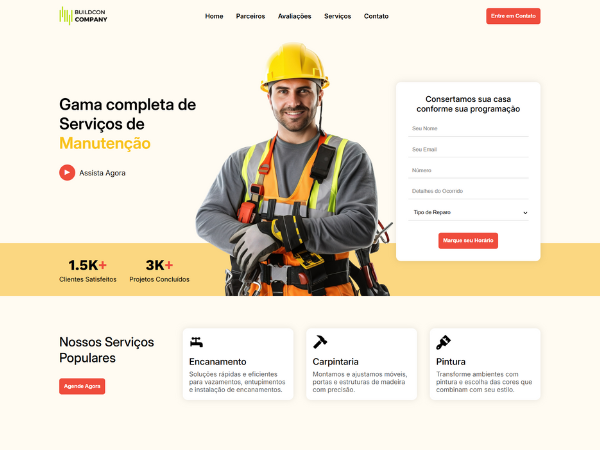 BUILDCON
COMPANY
Home Parceiros Avaliações Serviços Contato
Entre em Contato
Gama completa de
Serviços de
Manutenção
Assista Agora
Consertamos sua casa
conforme sua programação
Seu Nome
Seu Email
Número
Detalhes do Ocorrido
Tipo de Reparo
Marque seu Horário
1.5K+
Clientes Satisfeitos
3K+
Projetos Concluídos
Nossos Serviços
Populares
Agende Agora
Encanamento
Soluções rápidas e eficientes
para vazamentos, entupimentos
e instalação de encanamentos.
Carpintaria
Montamos e ajustamos móveis,
portas e estruturas de madeira
com precisão.
Pintura
Transforme ambientes com
pintura e escolha das cores que
combinam com seu estilo.